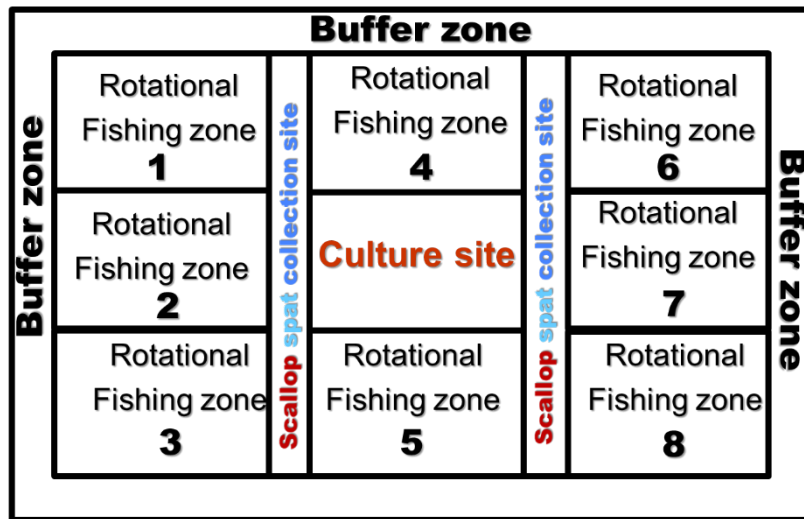 Buffer zone
Buffer zone
Rotational
Fishing zone
1
Rotational
Fishing zone
2
Rotational
Fishing zone
3
Scallop spat collection site
Rotational
Fishing zone
4
Culture site
Rotational
Fishing zone
5
Scallop spat collection site
Rotational
Fishing zone
6
Rotational
Fishing zone
7
Rotational
Fishing zone
8
Buffer zone